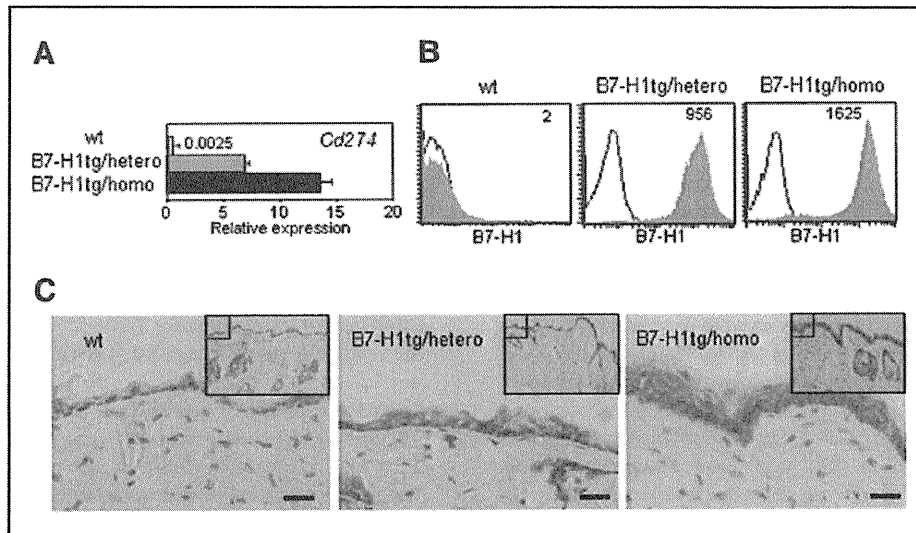 A
wt
B7-H1tg/hetero
B7-H1tg/homo
0.0025
Cd274
0 5 10 15 20
Relative expression
B
wt
B7-H1tg/hetero
B7-H1tg/homo
2
956
1625
B7-H1
B7-H1
B7-H1
C
wt
B7-H1tg/hetero
B7-H1tg/homo